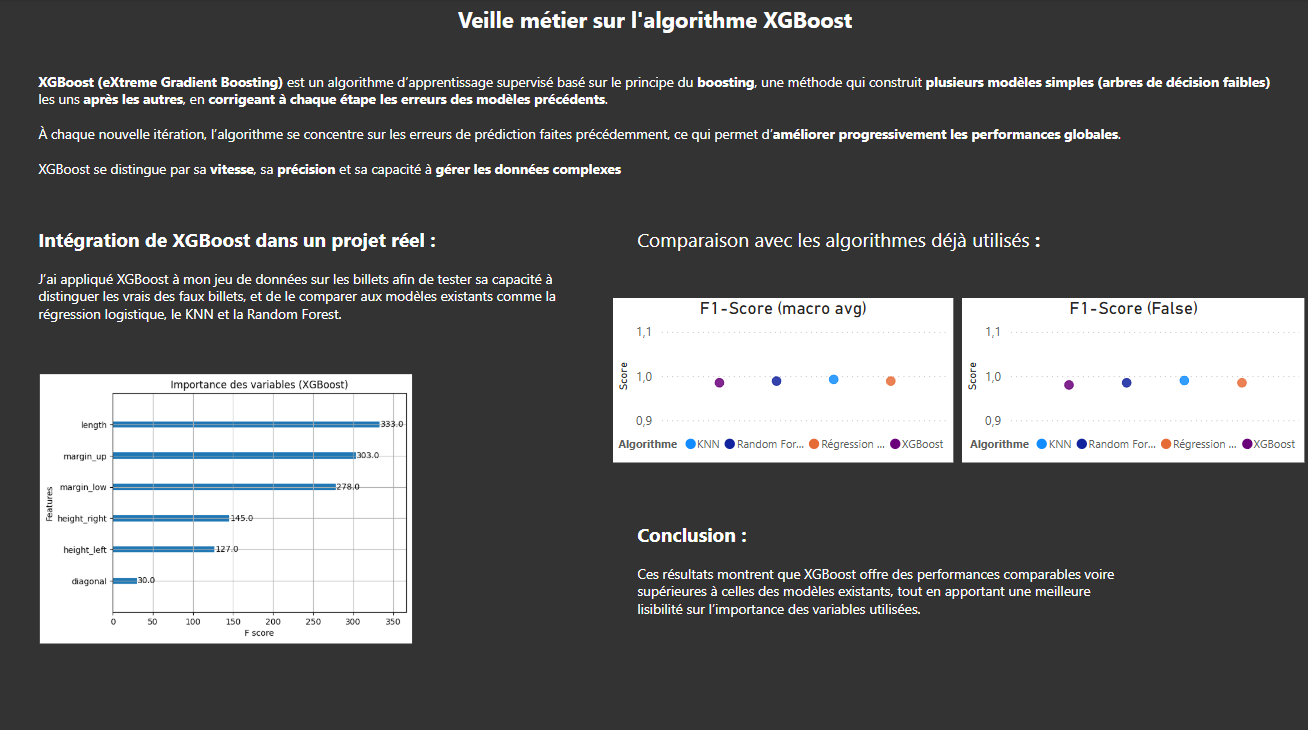 Veille métier sur l'algorithme XGBoost
XGBoost (eXtreme Gradient Boosting) est un algorithme d’apprentissage supervisé basé sur le principe du boosting, une méthode qui construit plusieurs modèles simples (arbres de décision faibles)
les uns après les autres, en corrigeant à chaque étape les erreurs des modèles précédents.
À chaque nouvelle itération, l’algorithme se concentre sur les erreurs de prédiction faites précédemment, ce qui permet d’améliorer progressivement les performances globales.
XGBoost se distingue par sa vitesse, sa précision et sa capacité à gérer les données complexes
Intégration de XGBoost dans un projet réel :
J’ai appliqué XGBoost à mon jeu de données sur les billets afin de tester sa capacité à
distinguer les vrais des faux billets, et de le comparer aux modèles existants comme la
régression logistique, le KNN et la Random Forest.
Importance des variables (XGBoost)
Features
length 333.0
margin_up 303.0
margin_low 278.0
height_right 145.0
height_left 127.0
diagonal 30.0
0 50 100 150 200 250 300 350
F score
Comparaison avec les algorithmes déjà utilisés :
F1-Score (macro avg)
Score
1,1
1,0
0,9
Algorithme KNN Random For... Régression ... XGBoost
F1-Score (False)
Score
1,1
1,0
0,9
Algorithme KNN Random For... Régression ... XGBoost
Conclusion :
Ces résultats montrent que XGBoost offre des performances comparables voire
supérieures à celles des modèles existants, tout en apportant une meilleure
lisibilité sur l’importance des variables utilisées.